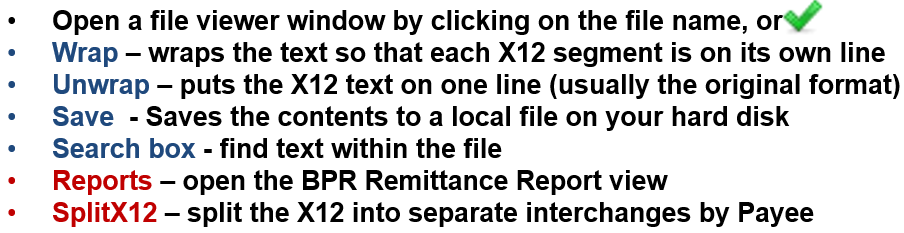 • Open a file viewer window by clicking on the file name, or
• Wrap – wraps the text so that each X12 segment is on its own line
• Unwrap – puts the X12 text on one line (usually the original format)
• Save - Saves the contents to a local file on your hard disk
• Search box - find text within the file
• Reports – open the BPR Remittance Report view
• SplitX12 – split the X12 into separate interchanges by Payee